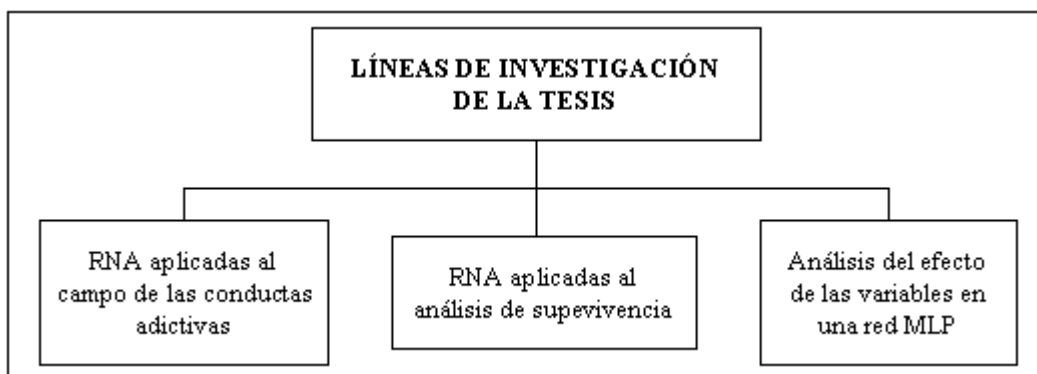 LÍNEAS DE INVESTIGACIÓN
DE LA TESIS
RNA aplicadas al
campo de las conductas
adictivas
RNA aplicadas al
análisis de supevivencia
Análisis del efecto
de las variables en
una red MLP